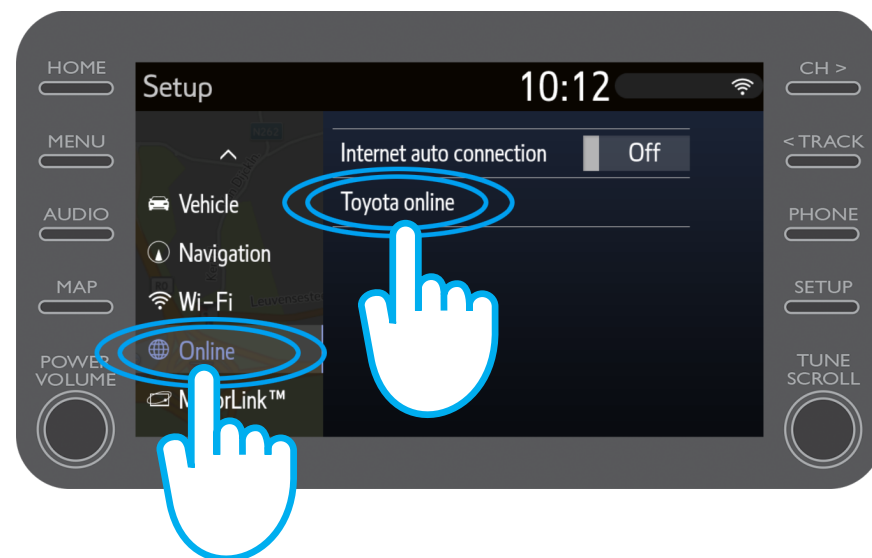 HOME
MENU
AUDIO
MAP
POWER
VOLUME
Setup
10:12
N262
Vehicle
Navigation
Wi-Fi
Online
Internet auto connection
Off
Toyota online
CH >
< TRACK
PHONE
SETUP
TUNE
SCROLL